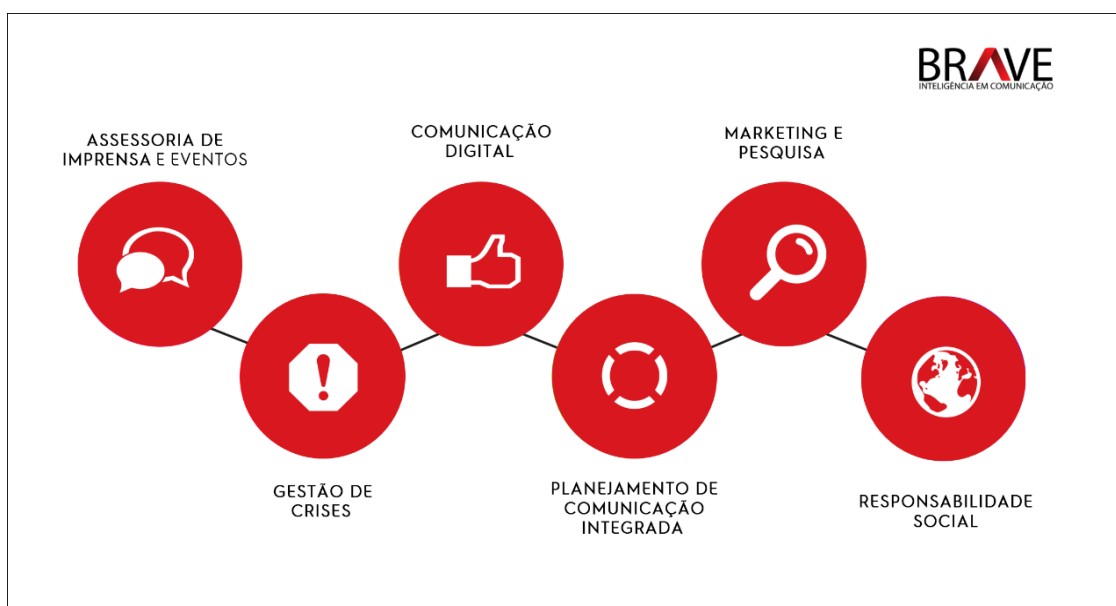 BRAVE
INTELIGÊNCIA EM COMUNICAÇÃO
ASSESSORIA DE
IMPRENSA E EVENTOS
COMUNICAÇÃO
DIGITAL
MARKETING E
PESQUISA
GESTÃO DE
CRISES
PLANEJAMENTO DE
COMUNICAÇÃO
INTEGRADA
RESPONSABILIDADE
SOCIAL